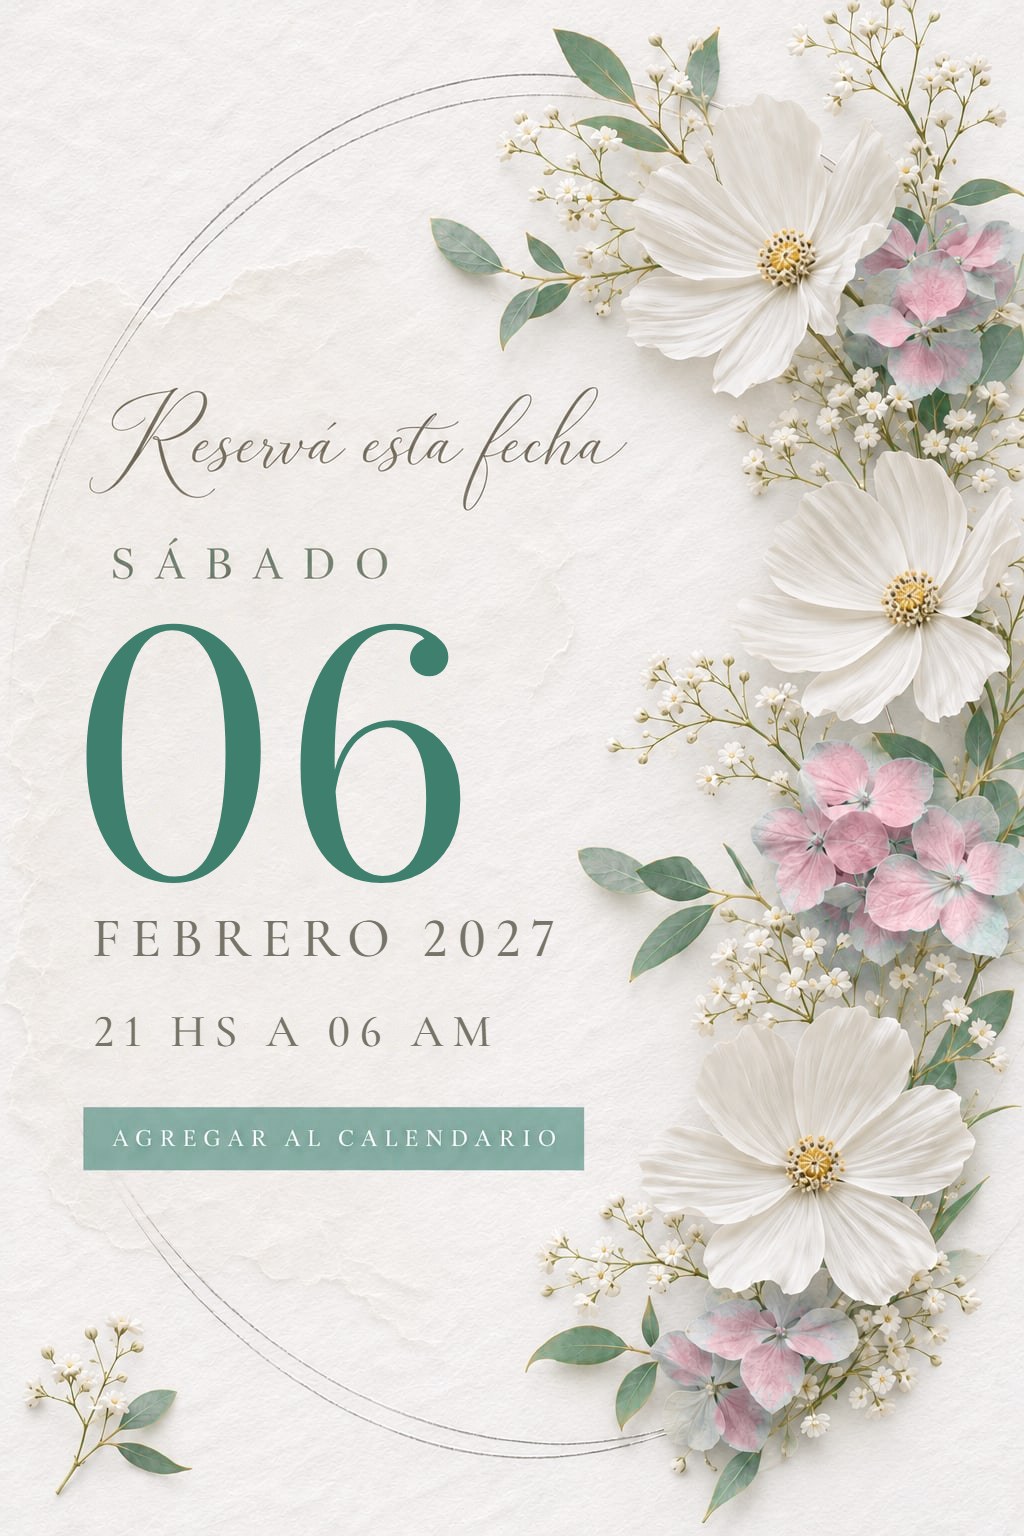 Reservá esta fecha
SÁBADO
06
FEBRERO 2027
21 HS A 06 AM
AGREGAR AL CALENDARIO